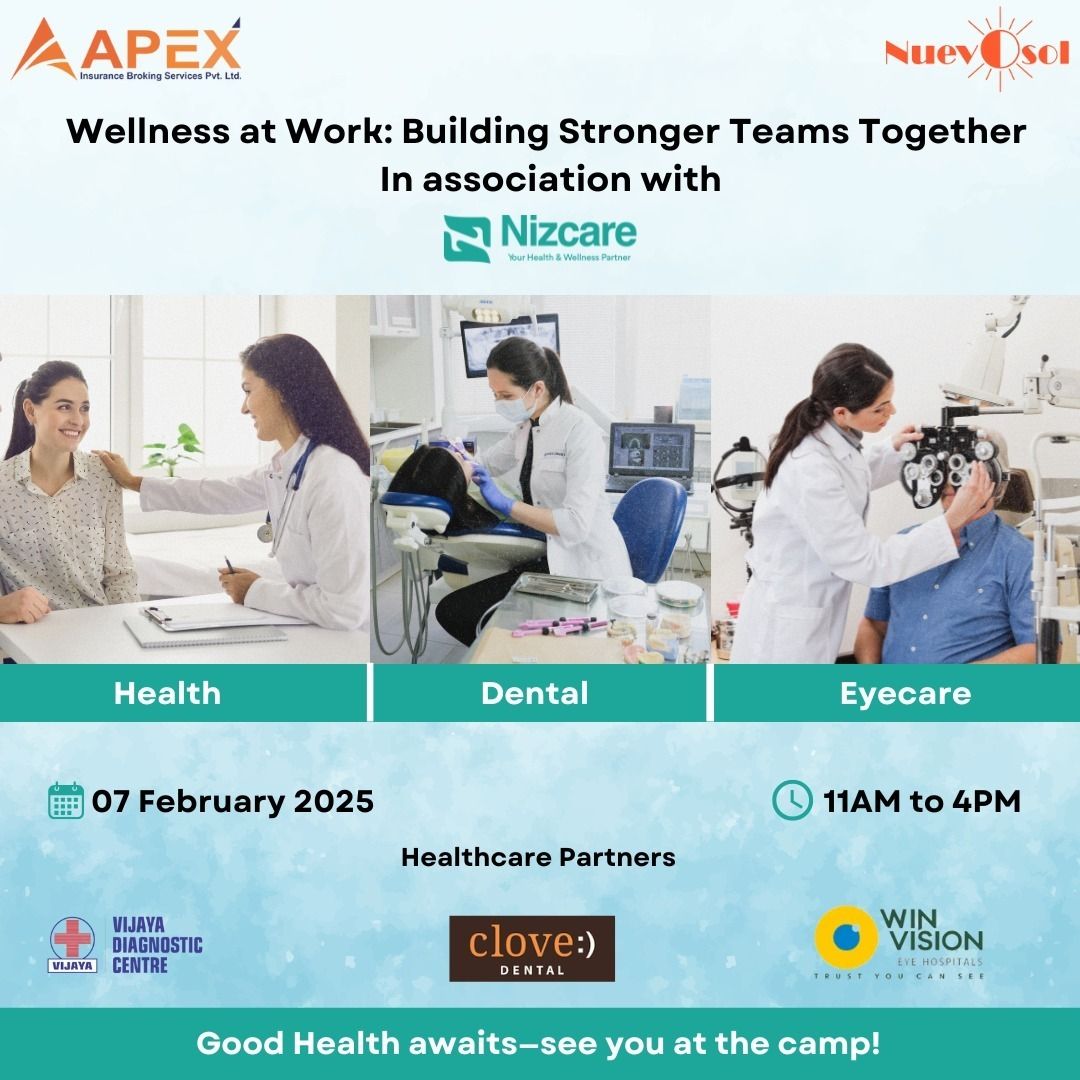 APEX
Insurance Broking Services Pvt. Ltd.
NuevOsol
Wellness at Work: Building Stronger Teams Together
In association with
Nizcare
Your Health & Wellness Partner
Health
Dental
Eyecare
07 February 2025
11AM to 4PM
Healthcare Partners
VIJAYA
VIJAYA
DIAGNOSTIC
CENTRE
clove:)
DENTAL
WIN
VISION
EYE HOSPITALS
TRUST YOU CAN SEE
Good Health awaits—see you at the camp!